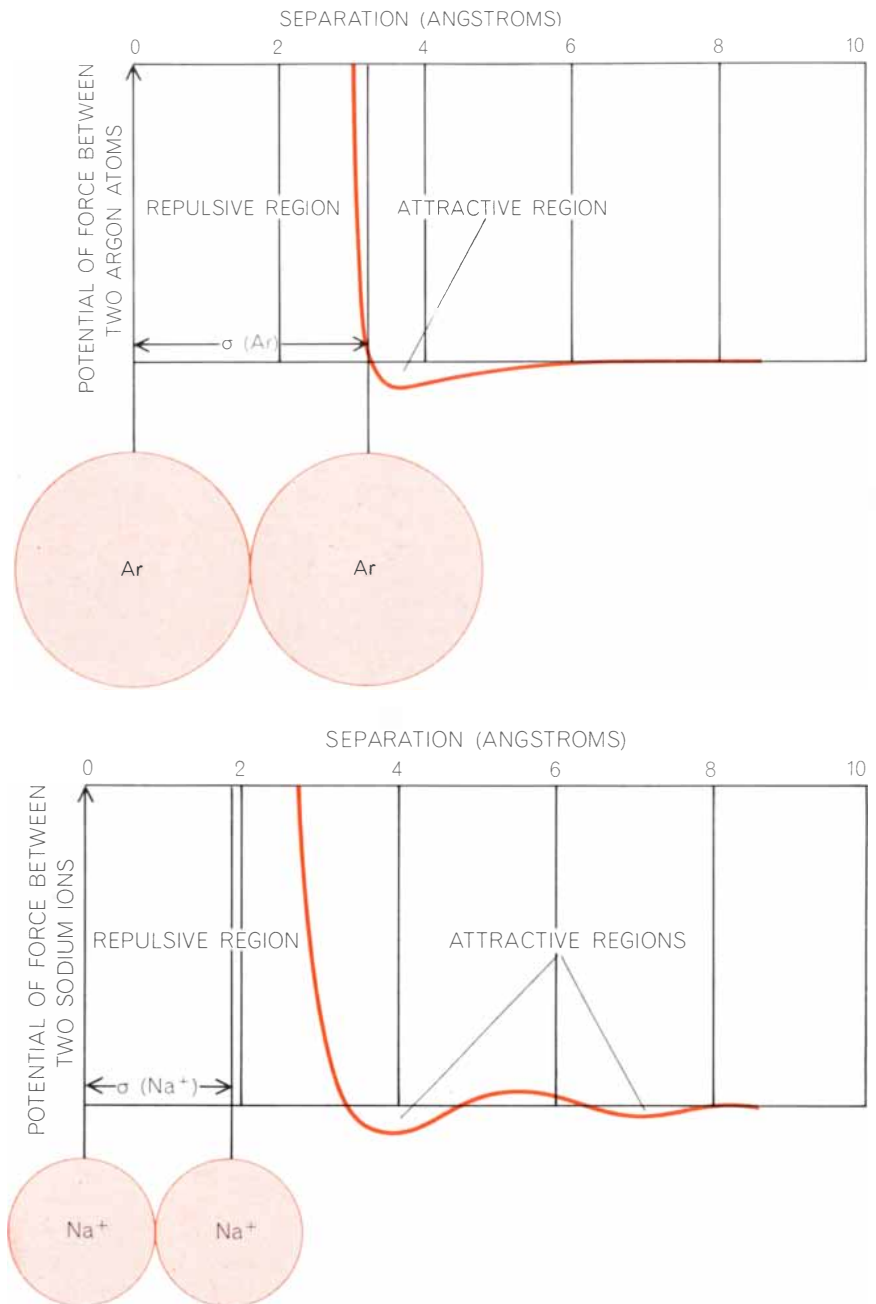 SEPARATION (ANGSTROMS)
0 2 4 6 8 10
POTENTIAL OF FORCE BETWEEN
TWO ARGON ATOMS
REPULSIVE REGION
ATTRACTIVE REGION
σ (Ar)
Ar
Ar
SEPARATION (ANGSTROMS)
0 2 4 6 8 10
POTENTIAL OF FORCE BETWEEN
TWO SODIUM IONS
REPULSIVE REGION
ATTRACTIVE REGIONS
σ (Na⁺)
Na⁺
Na⁺